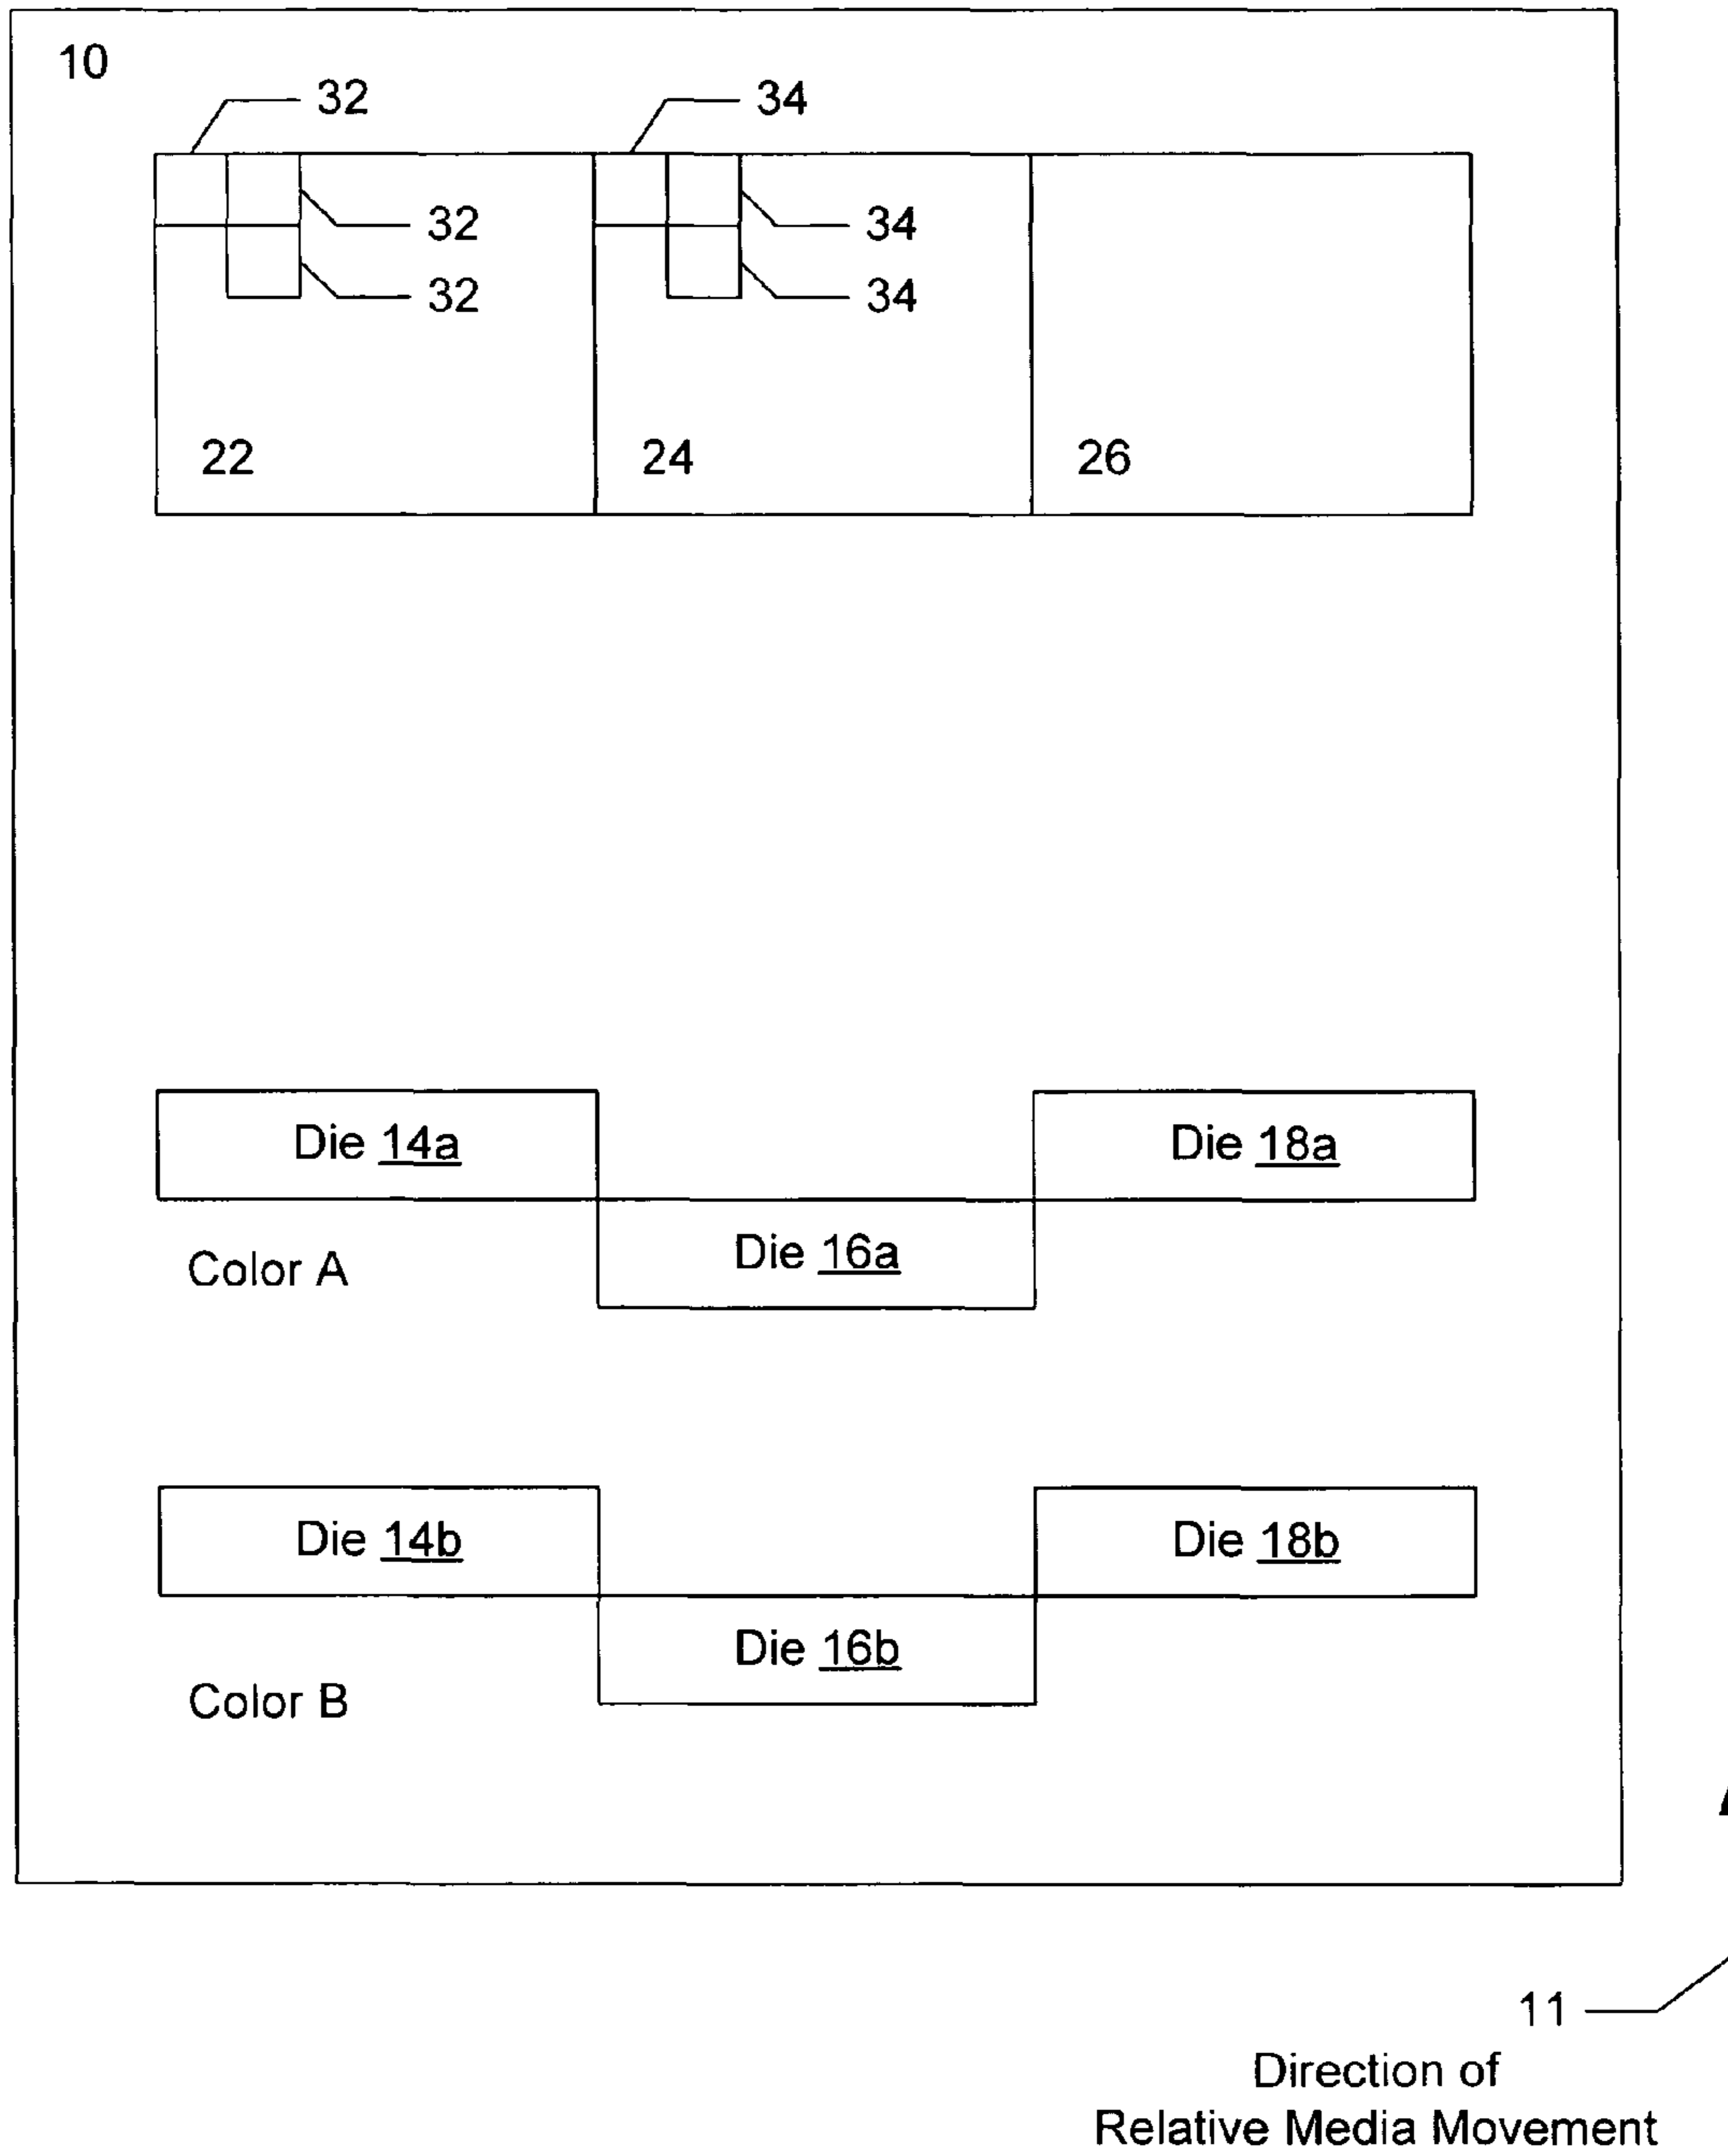 10
32
34
32
34
32
34
22
24
26
Die 14a
Die 18a
Die 16a
Color A
Die 14b
Die 18b
Die 16b
Color B
11
Direction of
Relative Media Movement